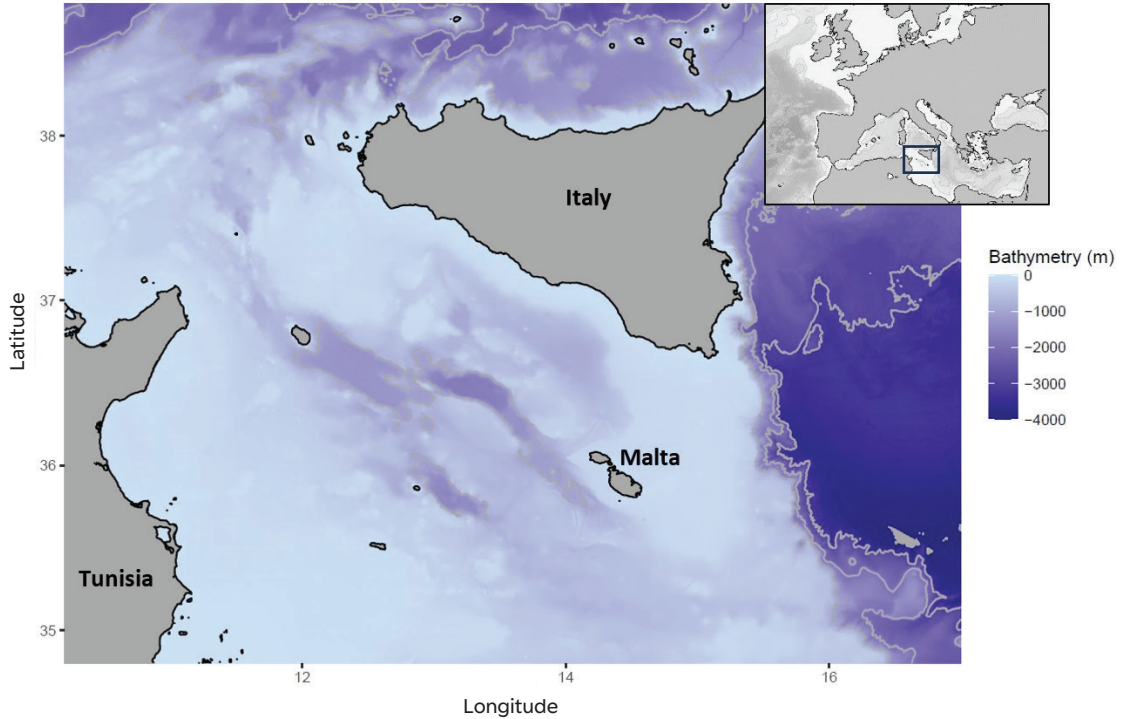 38
37
36
35
Latitude
12
14
16
Longitude
Italy
Malta
Tunisia
Bathymetry (m)
0
−1000
−2000
−3000
−4000